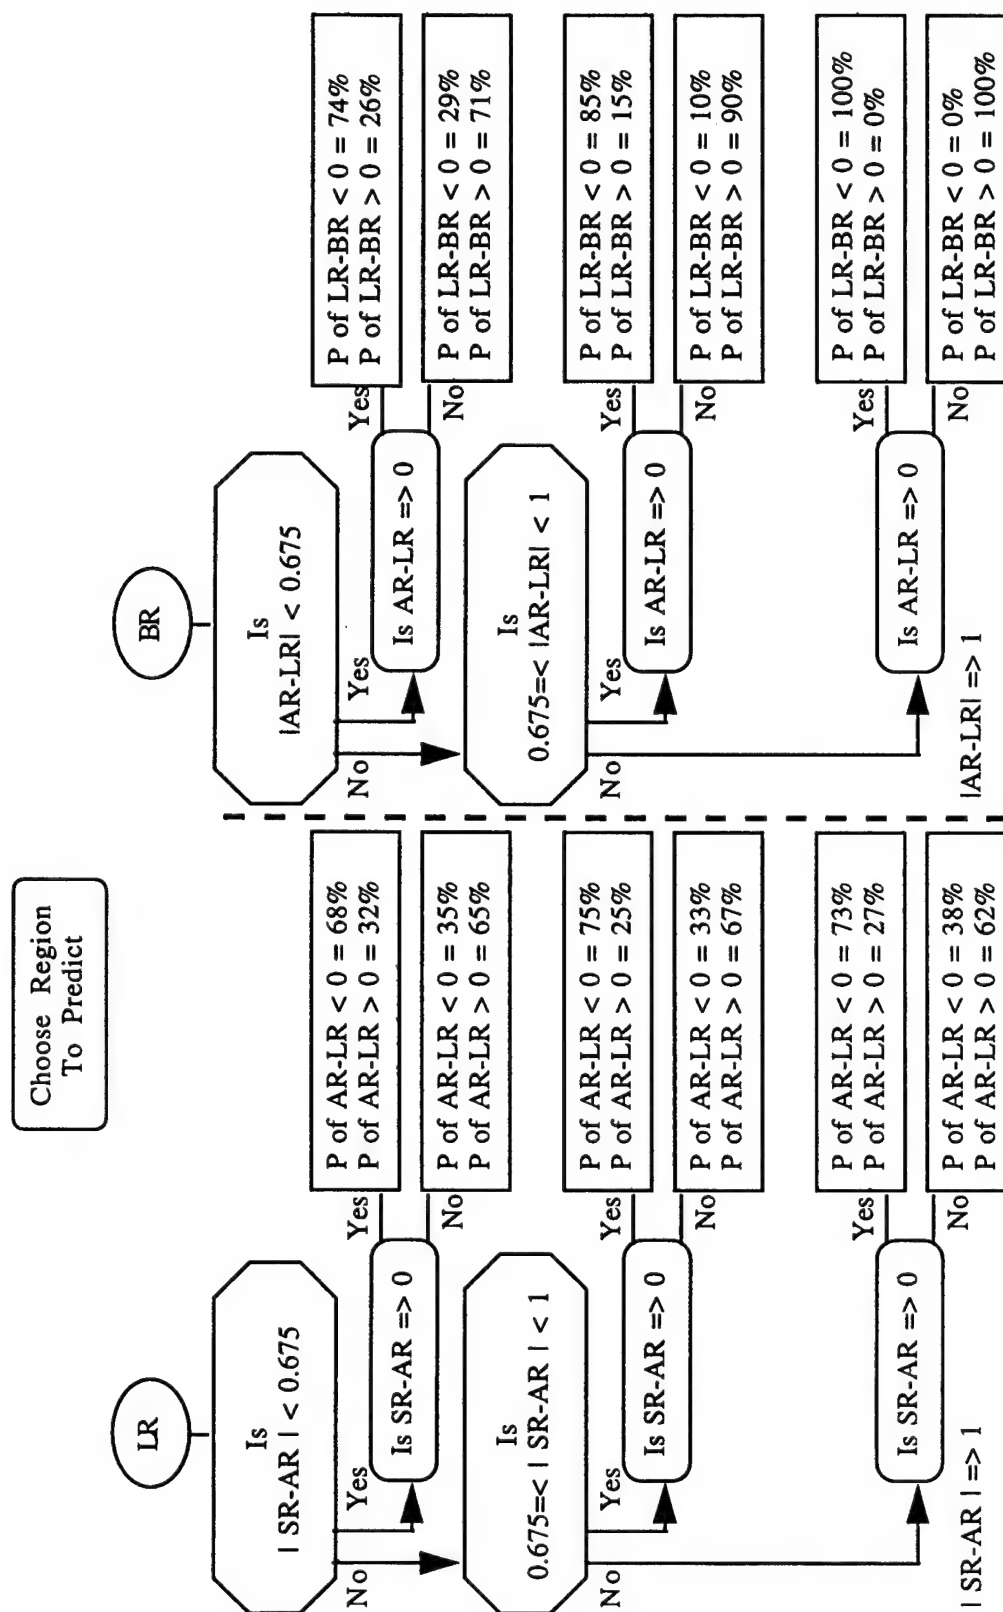 Choose Region
To Predict
LR
Is
| SR-AR | < 0.675
Yes
No
Is SR-AR => 0
Yes
No
P of AR-LR < 0 = 68%
P of AR-LR > 0 = 32%
P of AR-LR < 0 = 35%
P of AR-LR > 0 = 65%
Is
0.675=< | SR-AR | < 1
Yes
No
Is SR-AR => 0
Yes
No
P of AR-LR < 0 = 75%
P of AR-LR > 0 = 25%
P of AR-LR < 0 = 33%
P of AR-LR > 0 = 67%
| SR-AR | => 1
Is SR-AR => 0
Yes
No
P of AR-LR < 0 = 73%
P of AR-LR > 0 = 27%
P of AR-LR < 0 = 38%
P of AR-LR > 0 = 62%
BR
Is
|AR-LR| < 0.675
Yes
No
Is AR-LR => 0
Yes
No
P of LR-BR < 0 = 74%
P of LR-BR > 0 = 26%
P of LR-BR < 0 = 29%
P of LR-BR > 0 = 71%
Is
0.675=< |AR-LR| < 1
Yes
No
Is AR-LR => 0
Yes
No
P of LR-BR < 0 = 85%
P of LR-BR > 0 = 15%
P of LR-BR < 0 = 10%
P of LR-BR > 0 = 90%
|AR-LR| => 1
Is AR-LR => 0
Yes
No
P of LR-BR < 0 = 100%
P of LR-BR > 0 = 0%
P of LR-BR < 0 = 0%
P of LR-BR > 0 = 100%